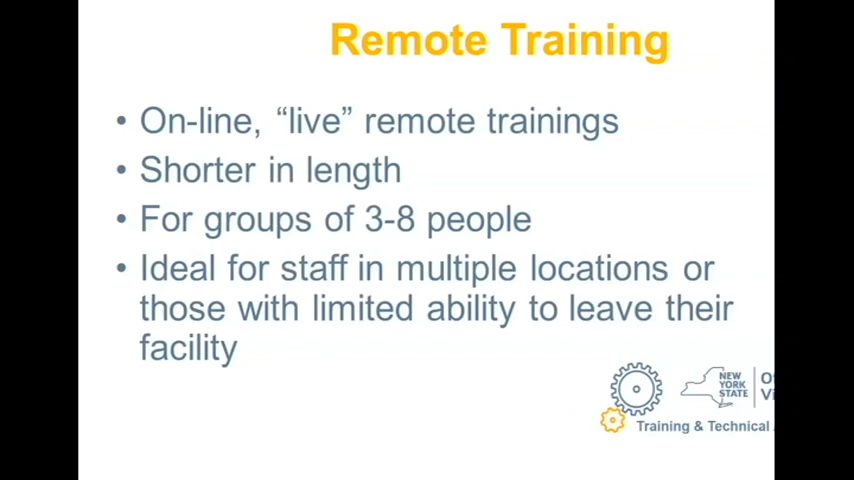 Remote Training
• On-line, “live” remote trainings
• Shorter in length
• For groups of 3-8 people
• Ideal for staff in multiple locations or
those with limited ability to leave their
facility
NEW
YORK
STATE
Training & Technical